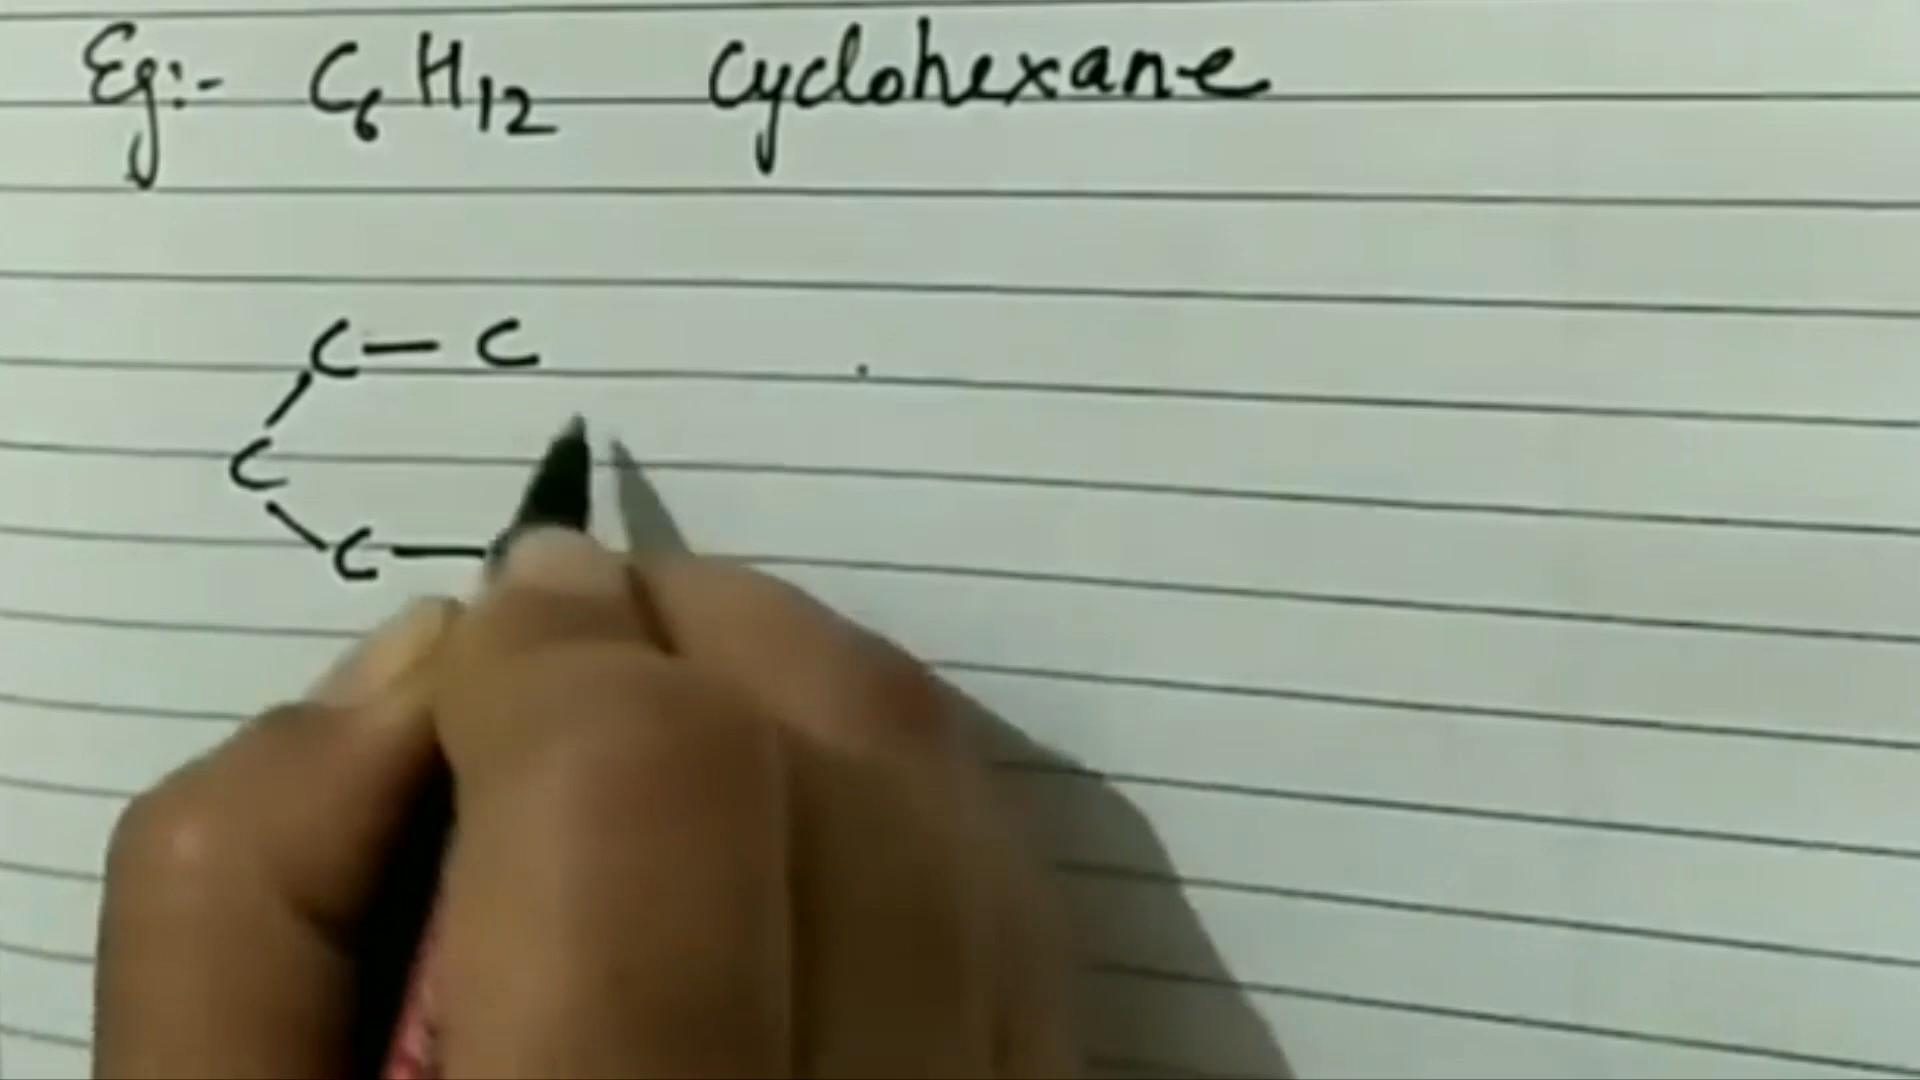 Eg:- C₆H₁₂ Cyclohexane
C — C
C
C —